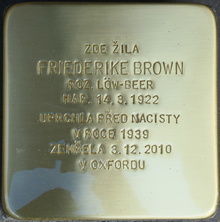 ZDE ŽILA
FRIEDERIKE BROWN
ROZ. LÖW-BEER
NAR. 14. 3. 1922
UPRCHLA PŘED NACISTY
V ROCE 1939
ZEMŘELA 3. 12. 2010
V OXFORDU